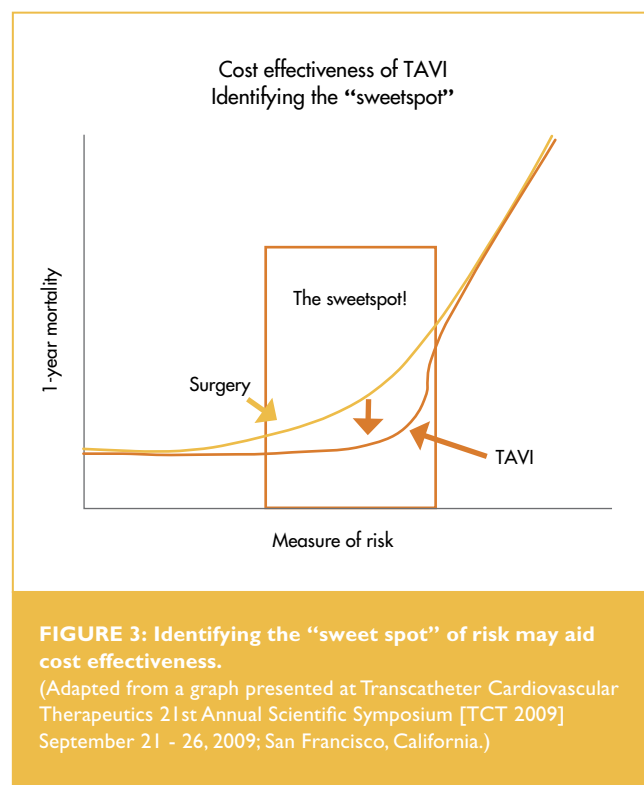 Cost effectiveness of TAVI
Identifying the “sweetspot”
1-year mortality
The sweetspot!
Surgery
TAVI
Measure of risk
FIGURE 3: Identifying the “sweet spot” of risk may aid
cost effectiveness.
(Adapted from a graph presented at Transcatheter Cardiovascular
Therapeutics 21st Annual Scientific Symposium [TCT 2009]
September 21 - 26, 2009; San Francisco, California.)